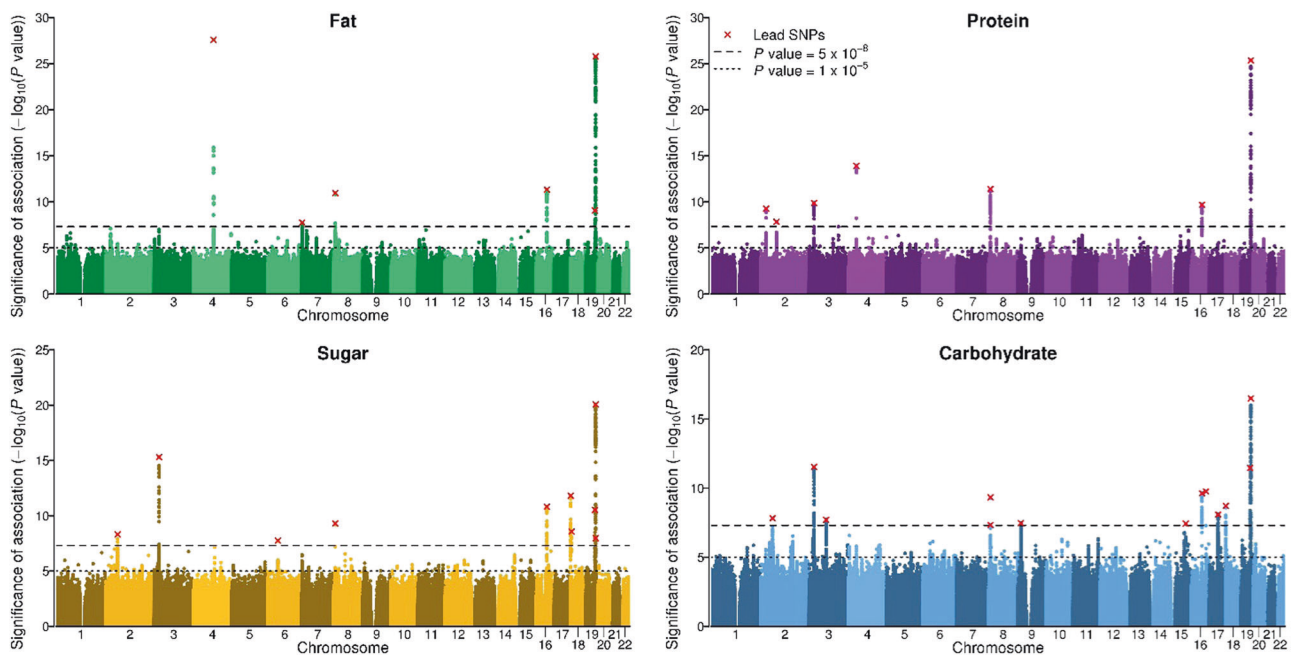 Fat
Significance of association (−log₁₀(P value))
30
25
20
15
10
5
0
1 2 3 4 5 6 7 8 9 10 11 12 13 14 15 16 17 18 19 20 21 22
Chromosome
Protein
Significance of association (−log₁₀(P value))
30
25
20
15
10
5
0
× Lead SNPs
P value = 5 x 10⁻⁸
P value = 1 x 10⁻⁵
1 2 3 4 5 6 7 8 9 10 11 12 13 14 15 16 17 18 19 20 21 22
Chromosome
Sugar
Significance of association (−log₁₀(P value))
25
20
15
10
5
0
1 2 3 4 5 6 7 8 9 10 11 12 13 14 15 16 17 18 19 20 21 22
Chromosome
Carbohydrate
Significance of association (−log₁₀(P value))
20
15
10
5
0
1 2 3 4 5 6 7 8 9 10 11 12 13 14 15 16 17 18 19 20 21 22
Chromosome